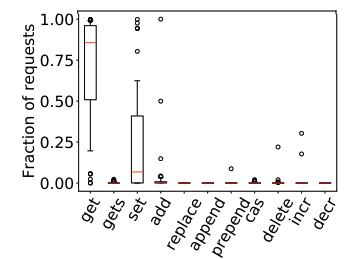 1.00
0.75
0.50
0.25
0.00
Fraction of requests
get
gets
set
add
replace
append
prepend
cas
delete
incr
decr